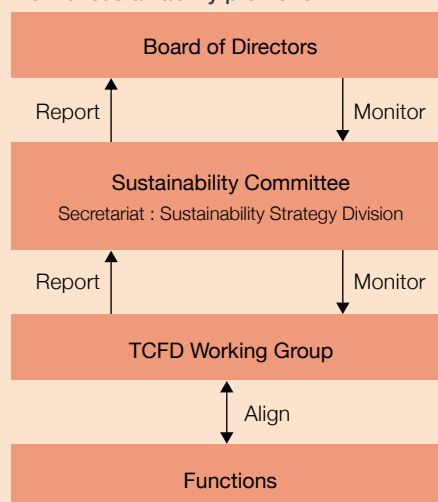 Board of Directors
Report
Monitor
Sustainability Committee
Secretariat : Sustainability Strategy Division
Report
Monitor
TCFD Working Group
Align
Functions